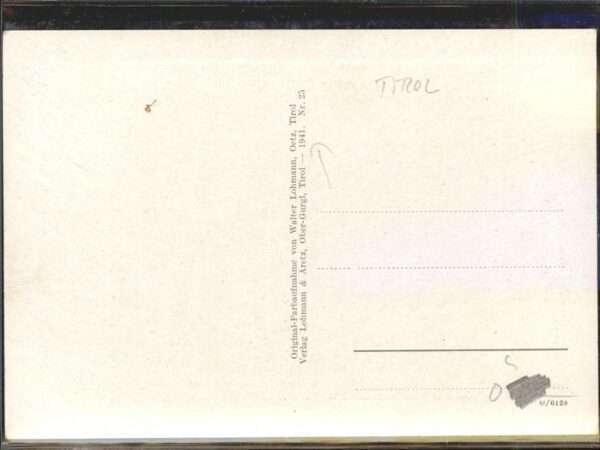 TIROL
Original-Farbaufnahme von Walter Lohmann, Oetz, Tirol
Verlag Lohmann & Aretz, Ober-Gurgl, Tirol — 1941. Nr. 25
T